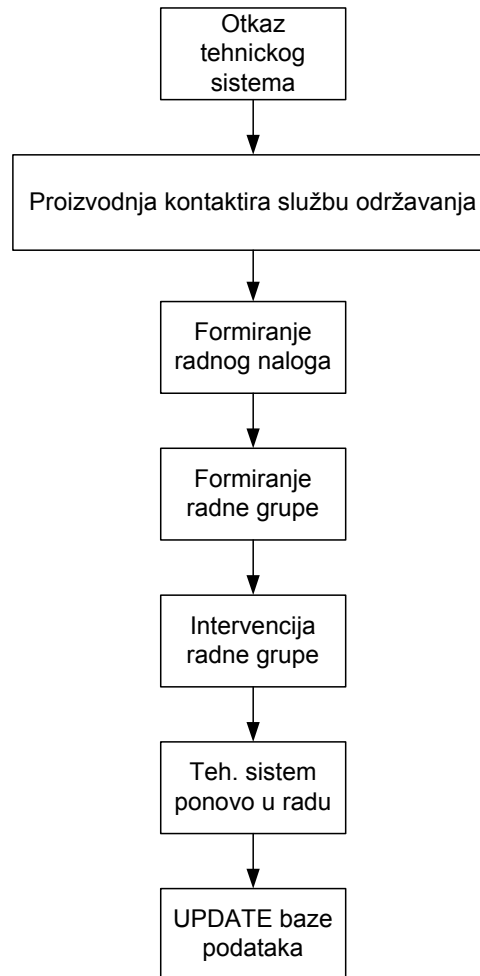 Otkaz
tehnickog
sistema
Proizvodnja kontaktira službu održavanja
Formiranje
radnog naloga
Formiranje
radne grupe
Intervencija
radne grupe
Teh. sistem
ponovo u radu
UPDATE baze
podataka